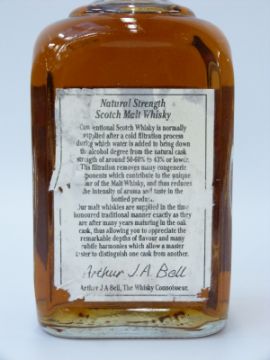 Natural Strength
Scotch Malt Whisky
Conventional Scotch Whisky is normally
supplied after a cold filtration process
during which water is added to bring down
the alcohol degree from the natural cask
strength of around 50-60% to 43% or lower.
This filtration removes many congeneric
components which contribute to the unique
of the Malt Whisky, and thus reduces
the intensity of aroma and taste in
the bottled
Our malt whiskies are supplied in the time
honoured traditional manner exactly as they
are after many years maturing in the oak
cask, thus allowing you to appreciate the
remarkable depths of flavour and many
subtle harmonies which allow a master
to distinguish one cask from another.
Arthur J.A. Bell
Arthur J A Bell, The Whisky Connoisseur.